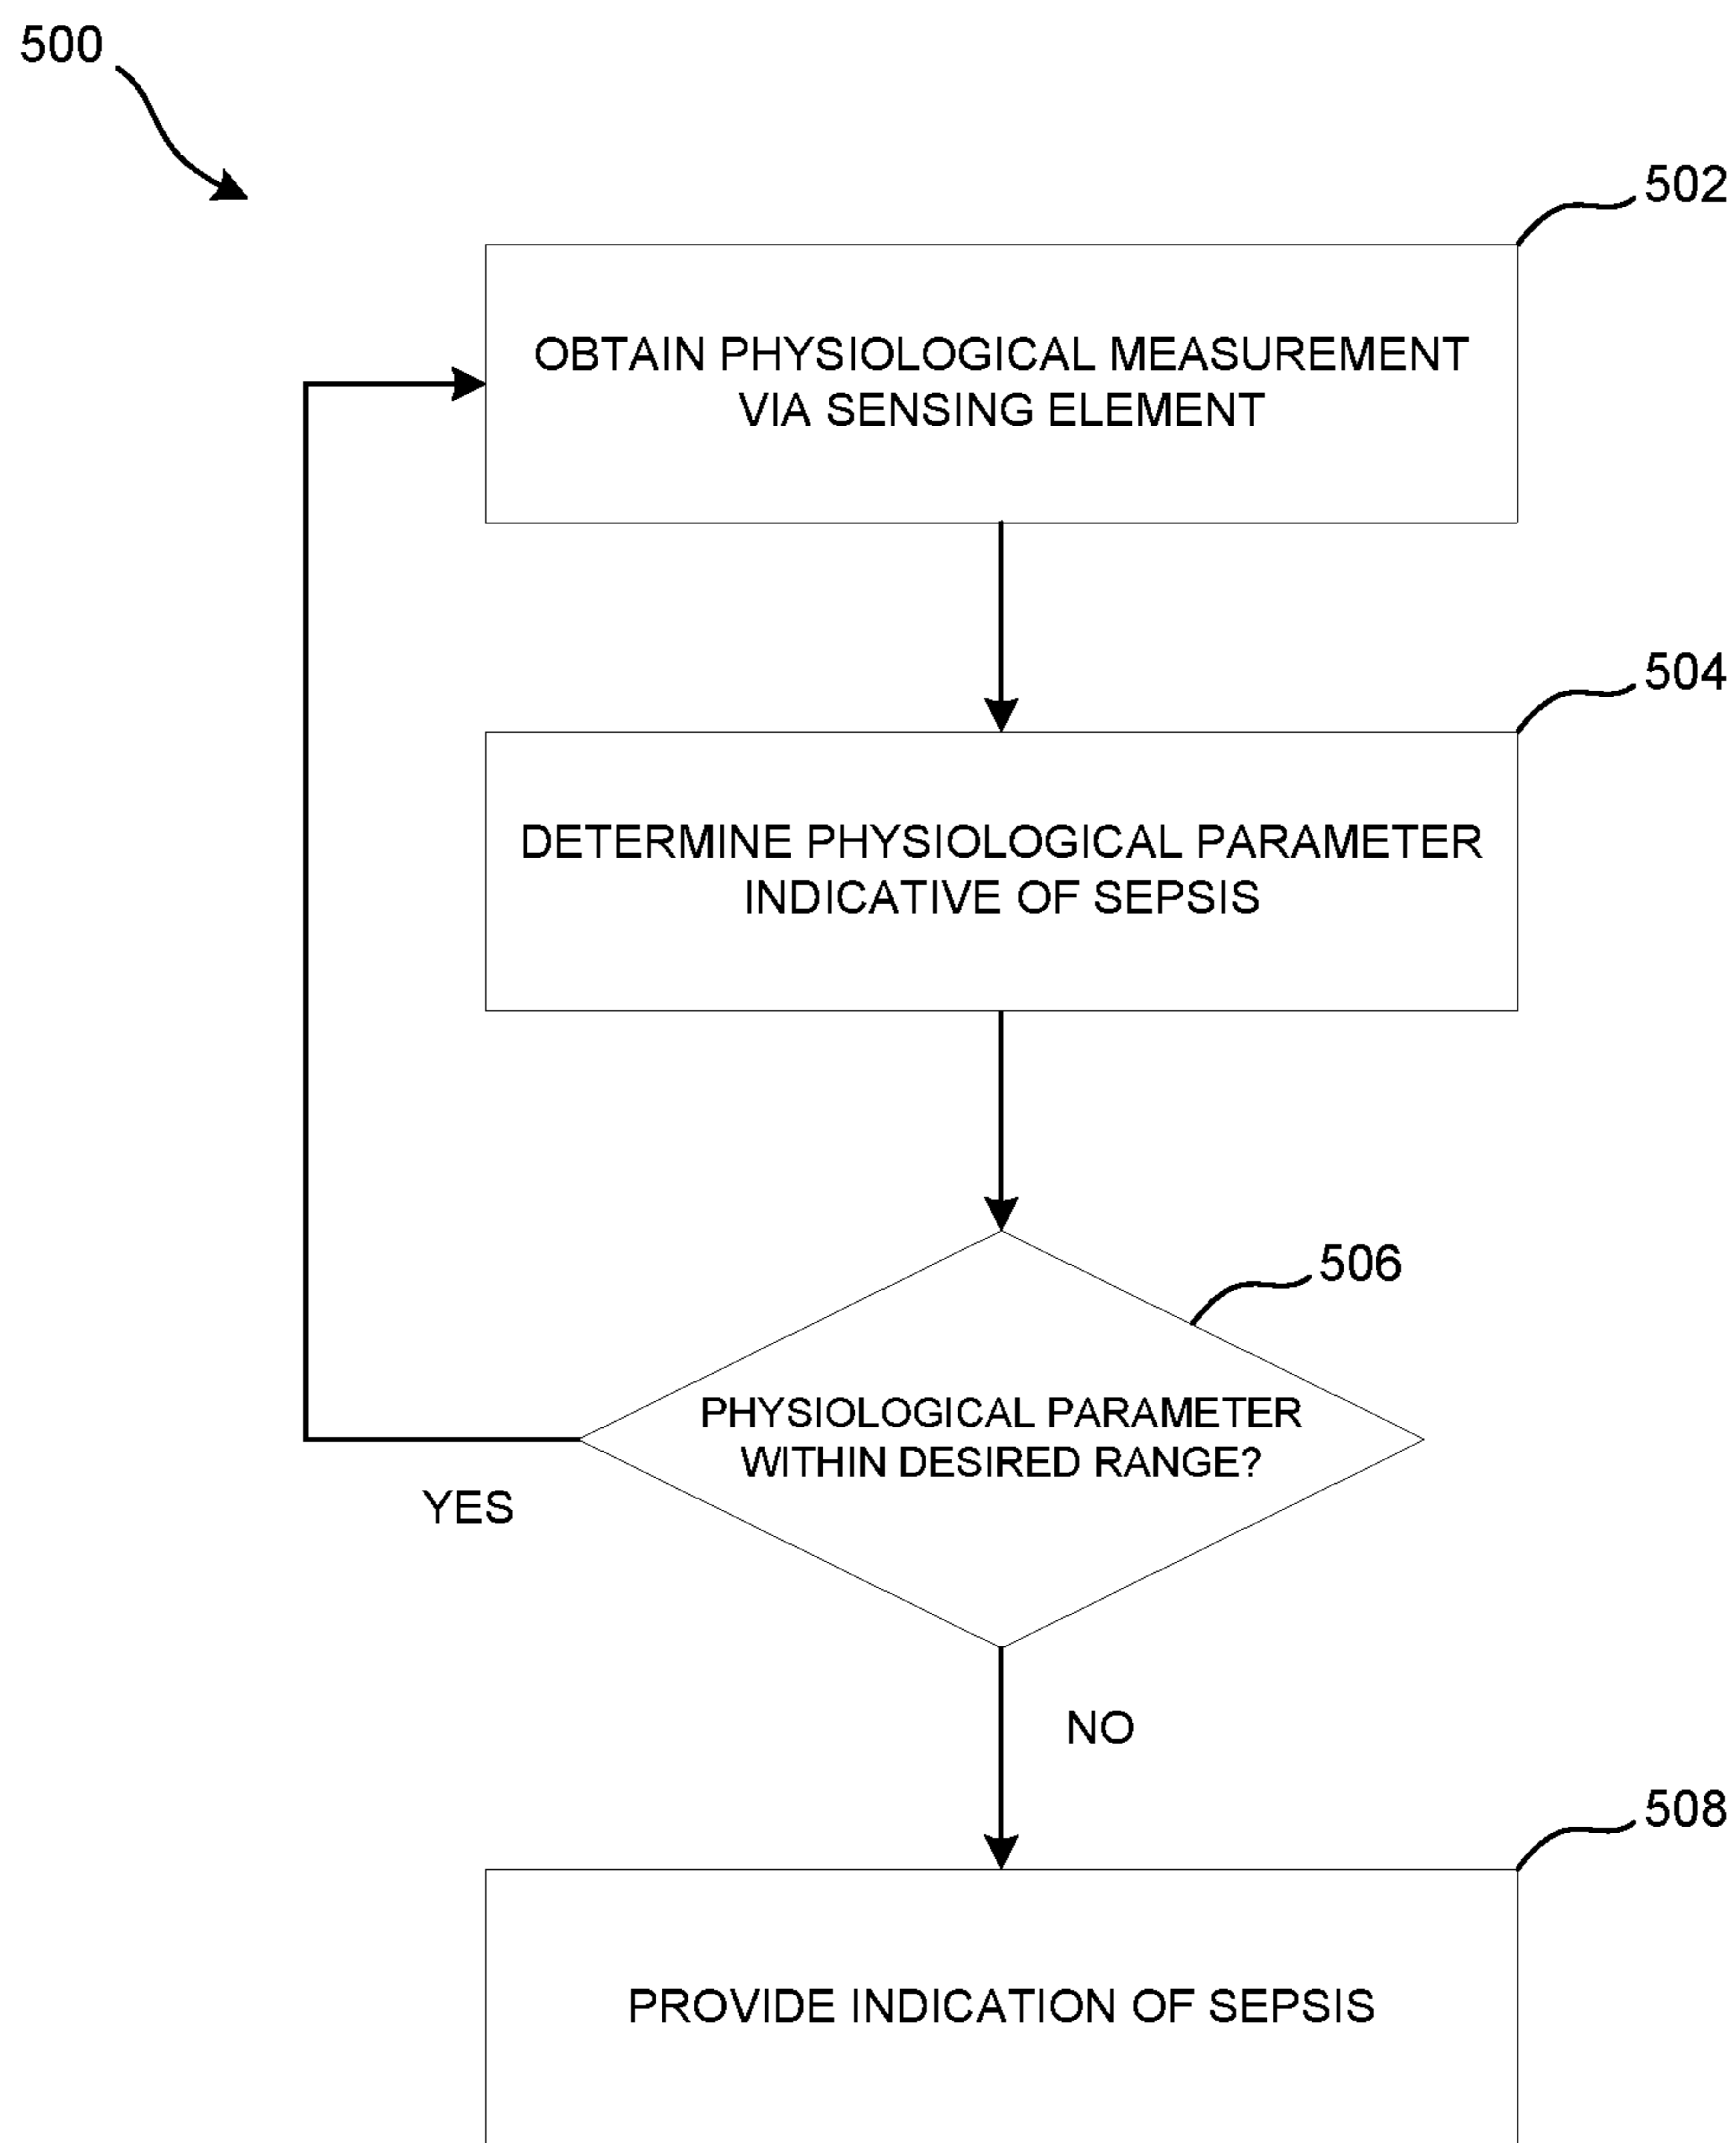 500
502
OBTAIN PHYSIOLOGICAL MEASUREMENT
VIA SENSING ELEMENT
504
DETERMINE PHYSIOLOGICAL PARAMETER
INDICATIVE OF SEPSIS
506
PHYSIOLOGICAL PARAMETER
WITHIN DESIRED RANGE?
YES
NO
508
PROVIDE INDICATION OF SEPSIS